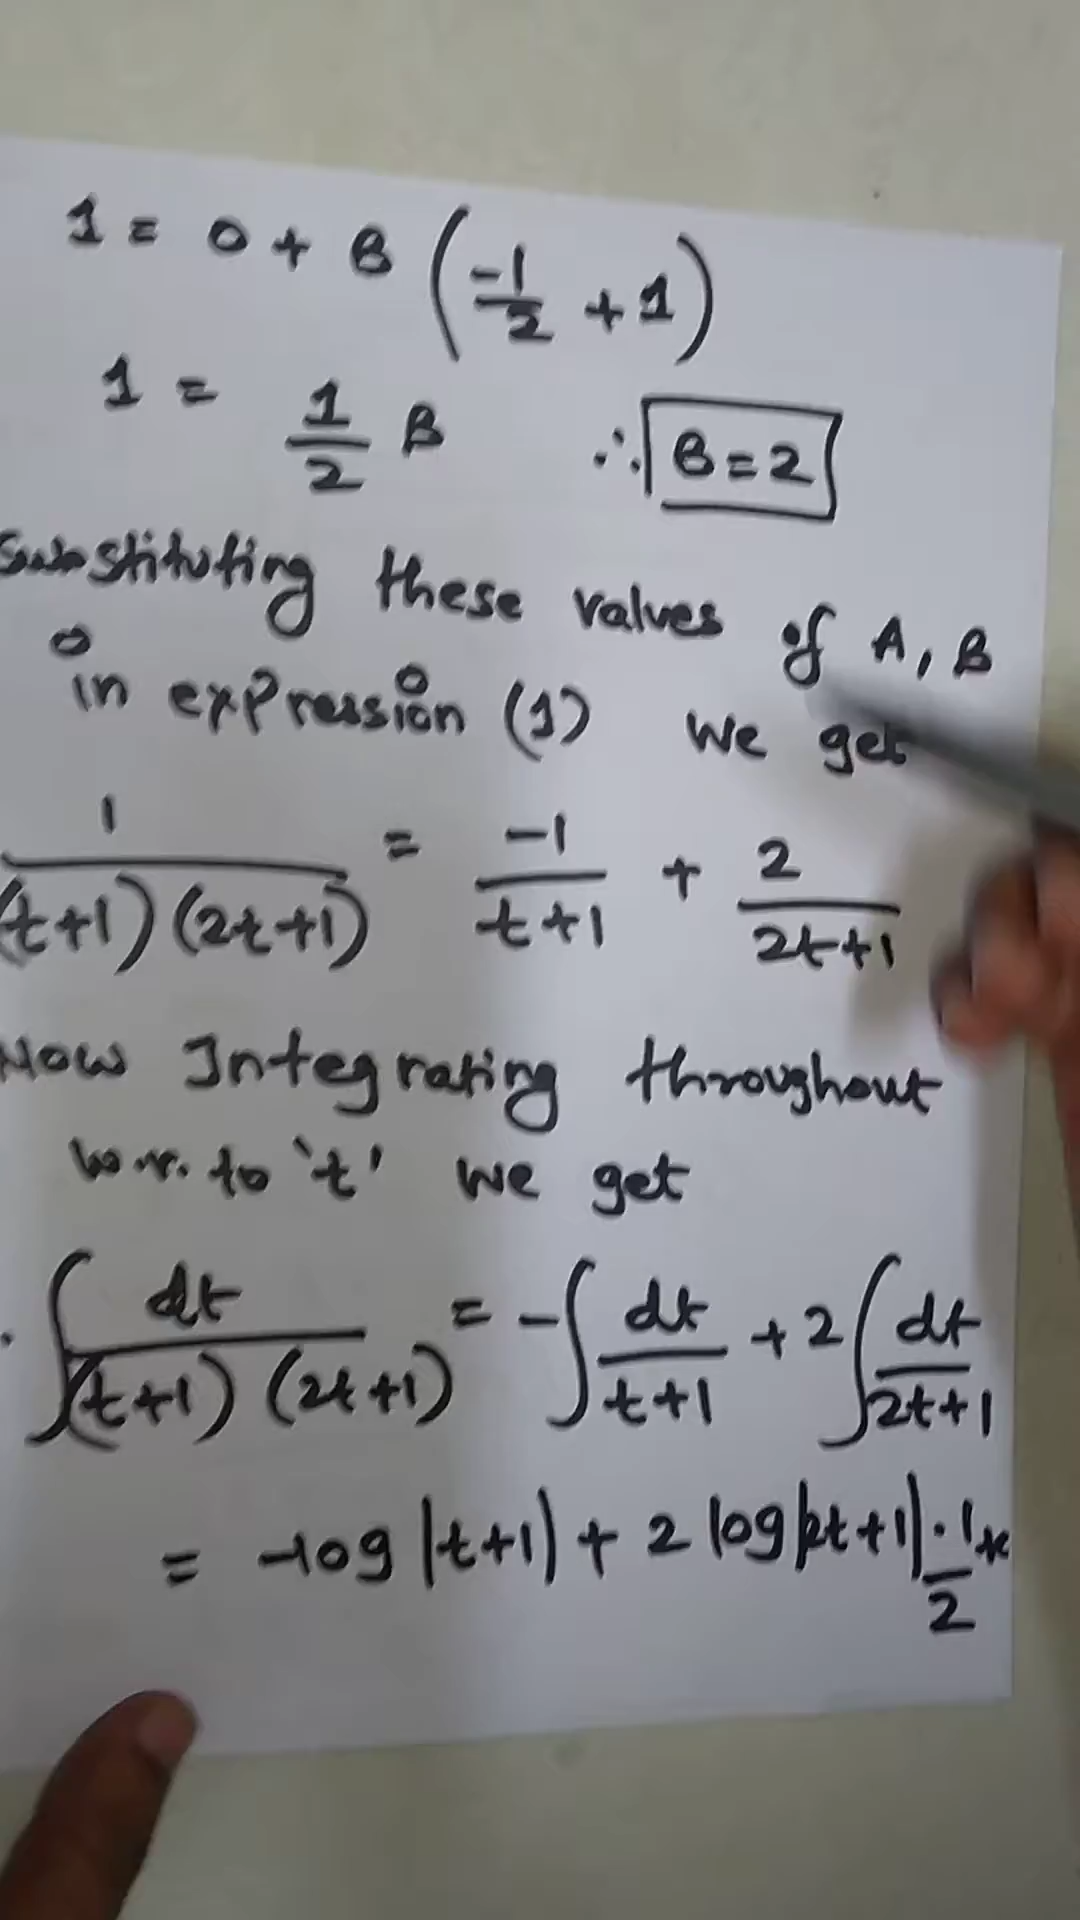 1 = 0 + B (-1/2 + 1)
1 = 1/2 B ∴ B = 2
Substituting these values of A, B
in expression (1) we get
1/(t+1)(2t+1) = -1/t+1 + 2/2t+1
Now Integrating throughout
w.r. to 't' we get
∫ dt/(t+1)(2t+1) = -∫ dt/t+1 + 2∫ dt/2t+1
= -log |t+1| + 2 log|2t+1| . 1/2